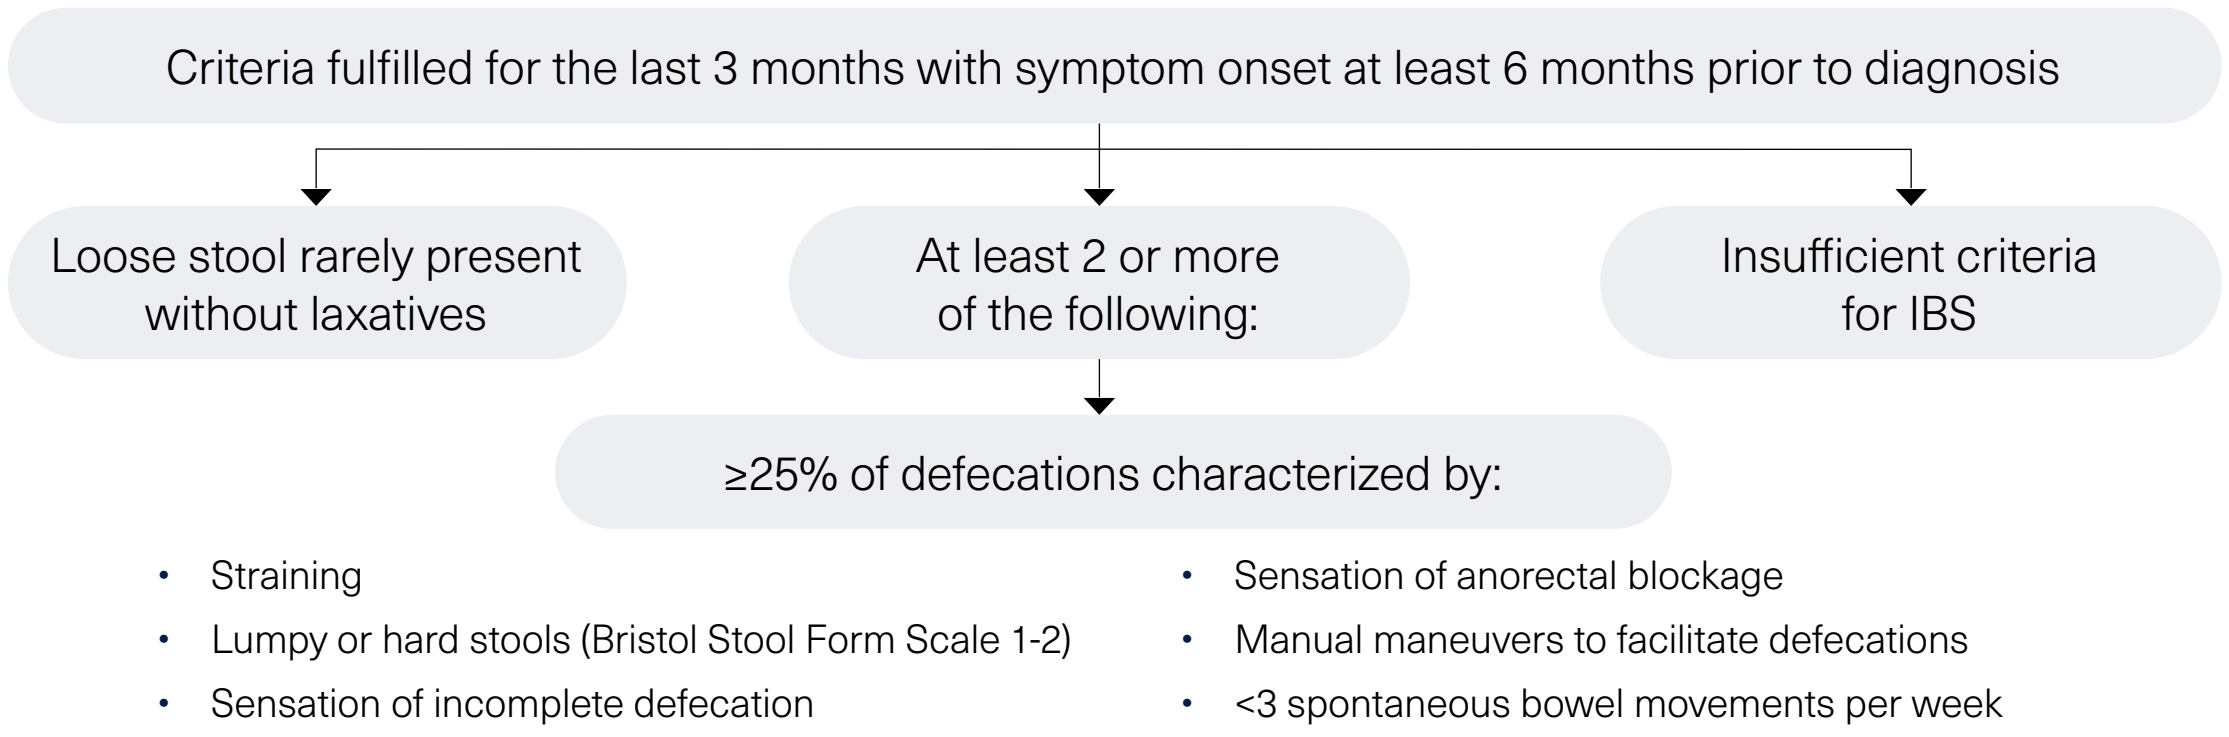 Criteria fulfilled for the last 3 months with symptom onset at least 6 months prior to diagnosis
Loose stool rarely present
without laxatives
At least 2 or more
of the following:
Insufficient criteria
for IBS
≥25% of defecations characterized by:
• Straining
• Lumpy or hard stools (Bristol Stool Form Scale 1-2)
• Sensation of incomplete defecation
• Sensation of anorectal blockage
• Manual maneuvers to facilitate defecations
• <3 spontaneous bowel movements per week